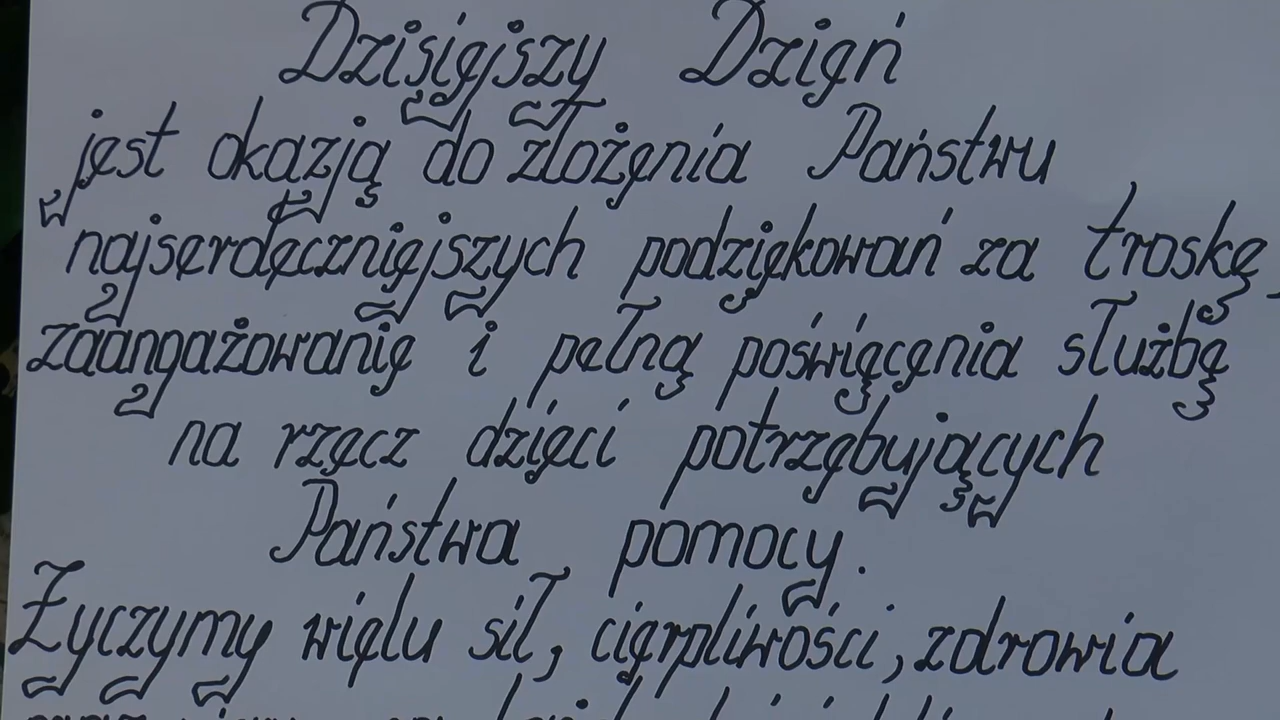 Dzisiejszy Dzień
jest okazją do złożenia Państwu
najserdeczniejszych podziękowań za troskę,
zaangażowanie i pełną poświęcenia służbę
na rzecz dzieci potrzebujących
Państwa pomocy.
Życzymy wielu sił, cierpliwości, zdrowia